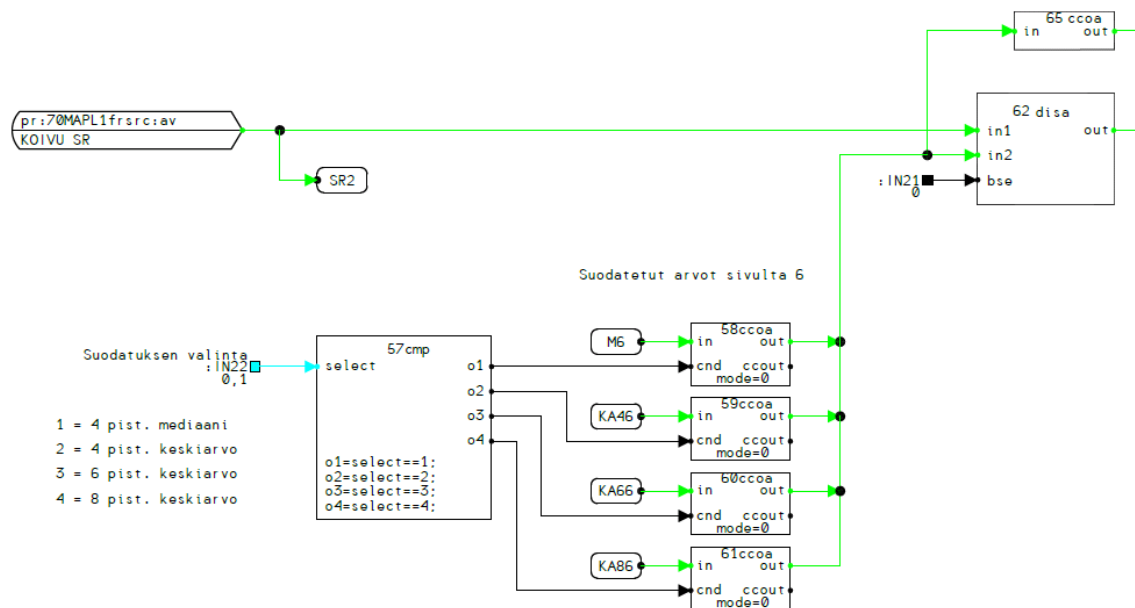 65 ccoa
in out
pr:70MAPL1frsrc:av
KOIVU SR
SR2
62 disa
in1 out
in2
bse
:IN21
0
Suodatetut arvot sivulta 6
Suodatuksen valinta
:IN22
0,1
57cmp
select
o1
o2
o3
o4
o1=select==1;
o2=select==2;
o3=select==3;
o4=select==4;
1 = 4 pist. mediaani
2 = 4 pist. keskiarvo
3 = 6 pist. keskiarvo
4 = 8 pist. keskiarvo
M6
58ccoa
in out
cnd ccout
mode=0
KA46
59ccoa
in out
cnd ccout
mode=0
KA66
60ccoa
in out
cnd ccout
mode=0
KA86
61ccoa
in out
cnd ccout
mode=0